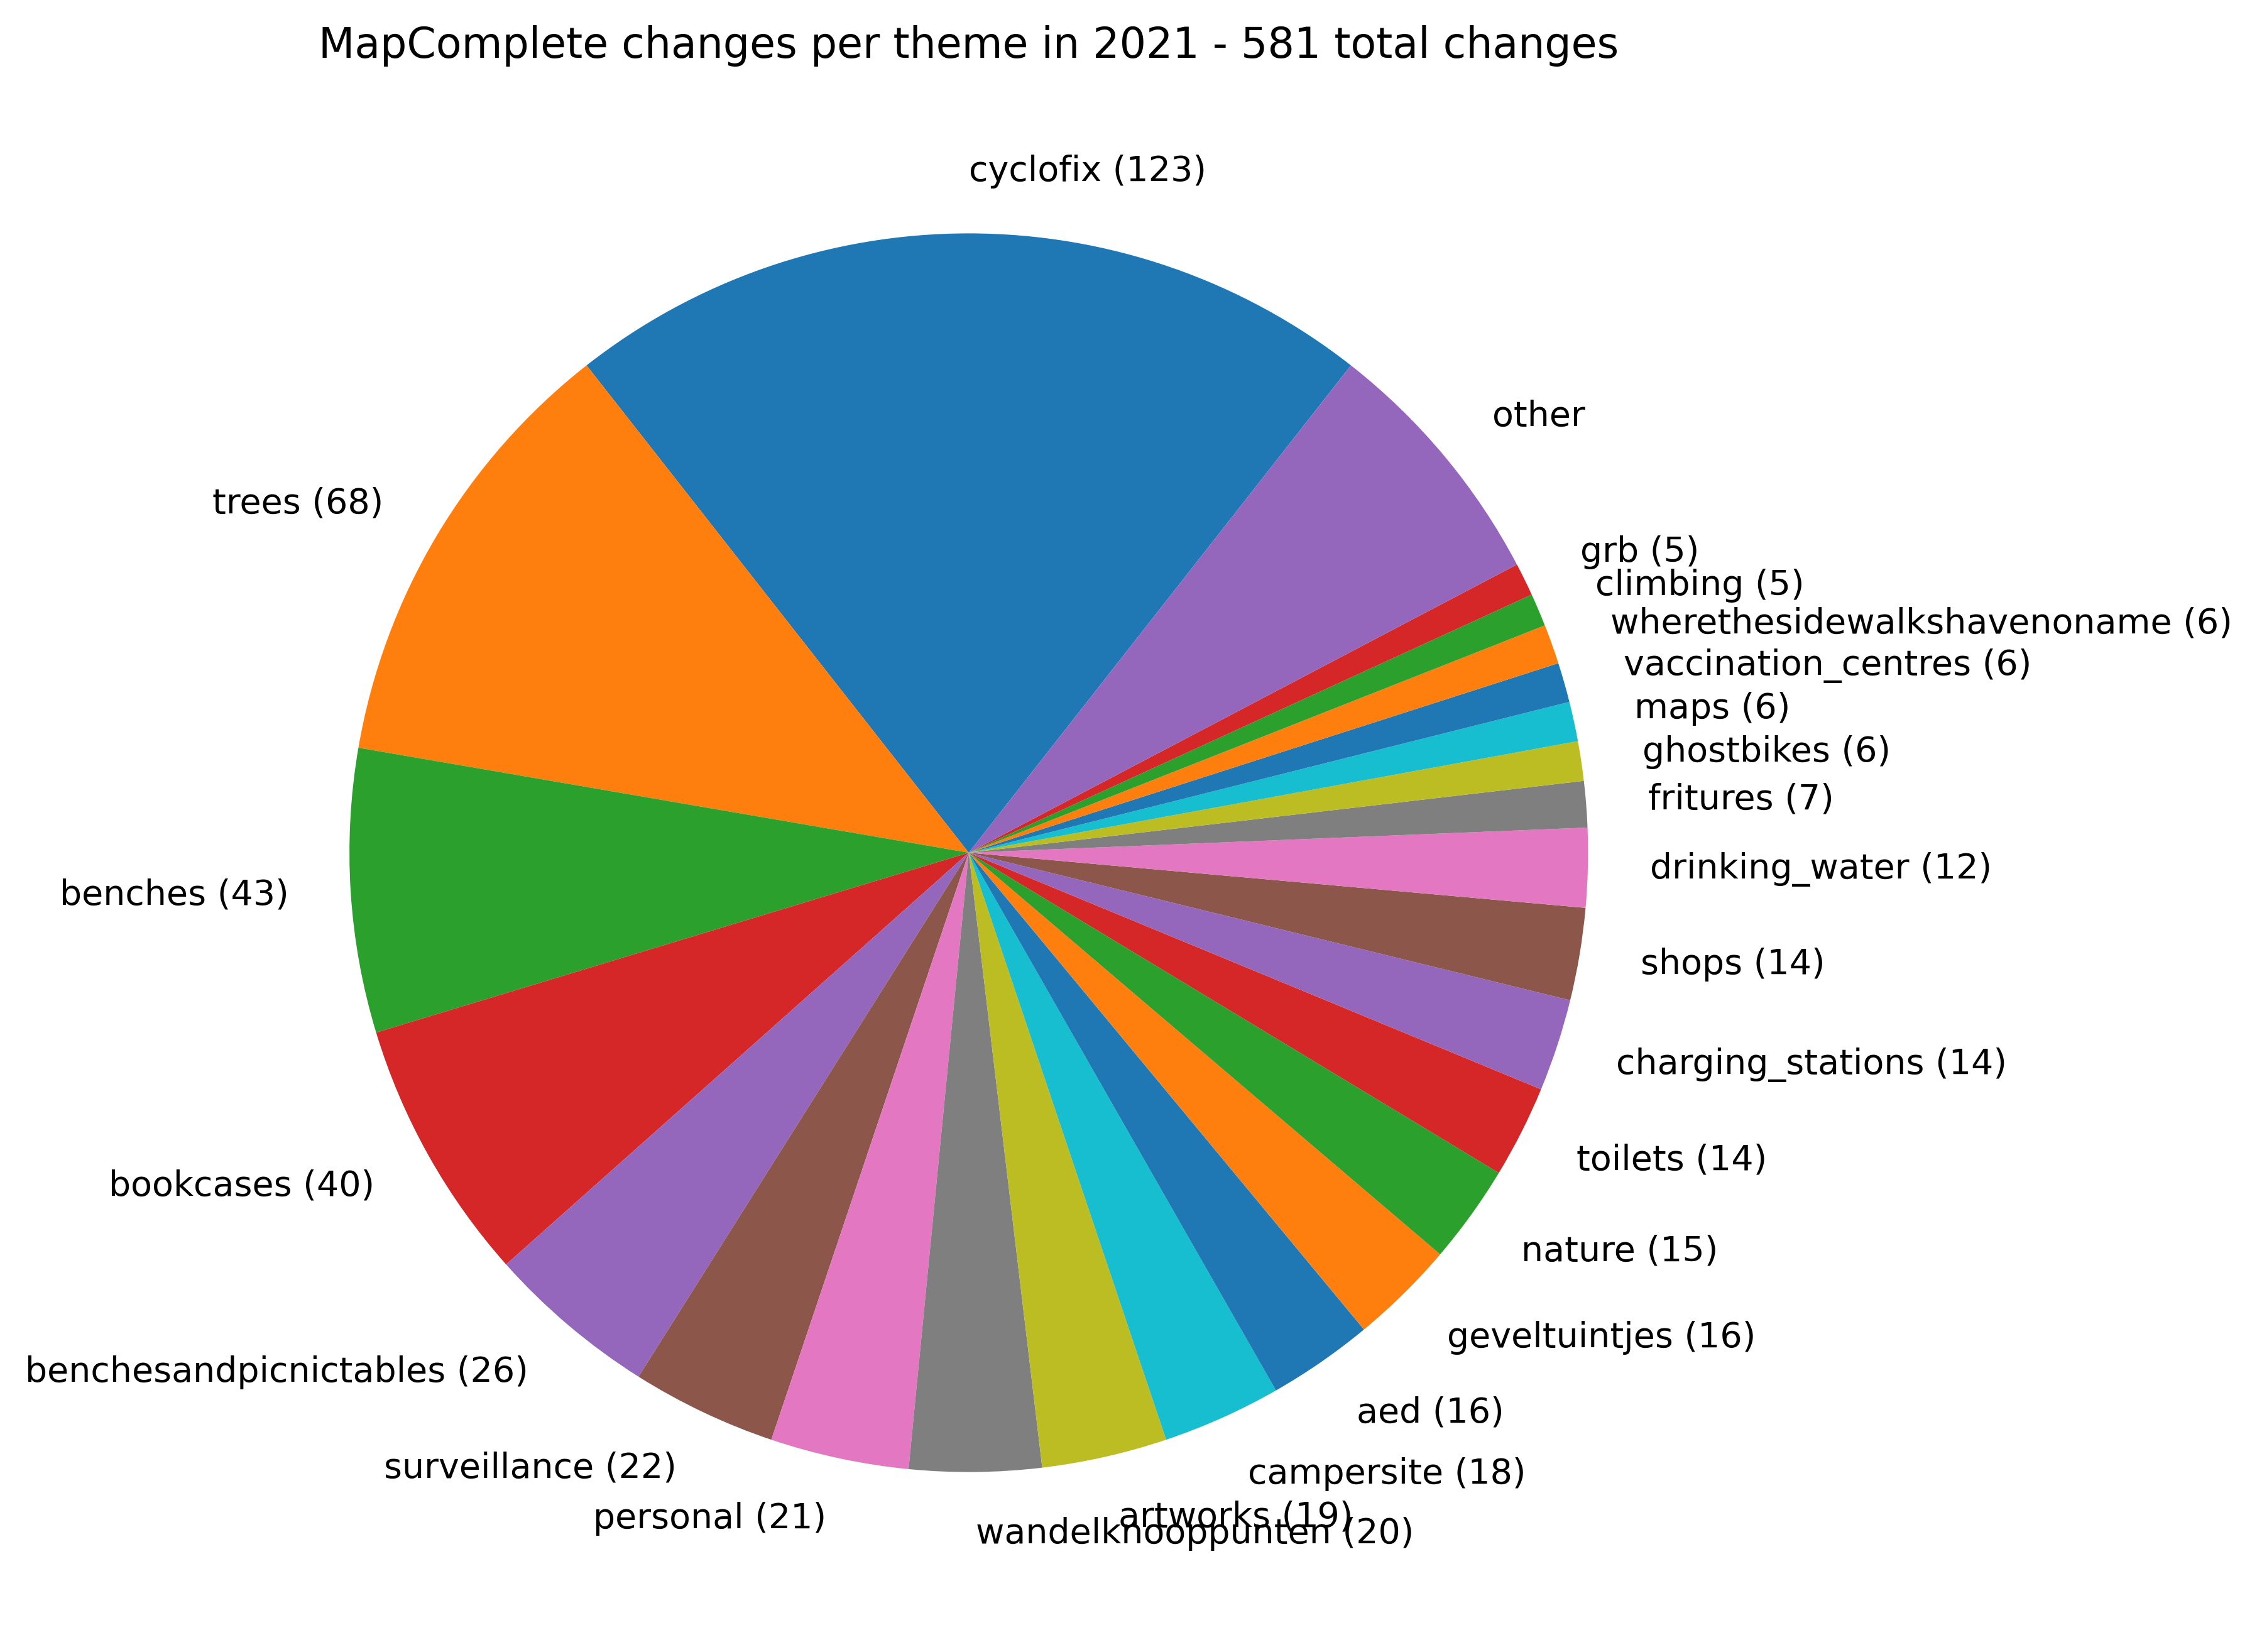 MapComplete changes per theme in 2021 - 581 total changes
cyclofix (123)
other
trees (68)
grb (5)
climbing (5)
wherethesidewalkshavenoname (6)
vaccination_centres (6)
maps (6)
ghostbikes (6)
fritures (7)
drinking_water (12)
benches (43)
shops (14)
charging_stations (14)
toilets (14)
bookcases (40)
nature (15)
geveltuintjes (16)
benchesandpicnictables (26)
aed (16)
surveillance (22)
campersite (18)
personal (21)
artworks (19)
wandelknooppunten (20)